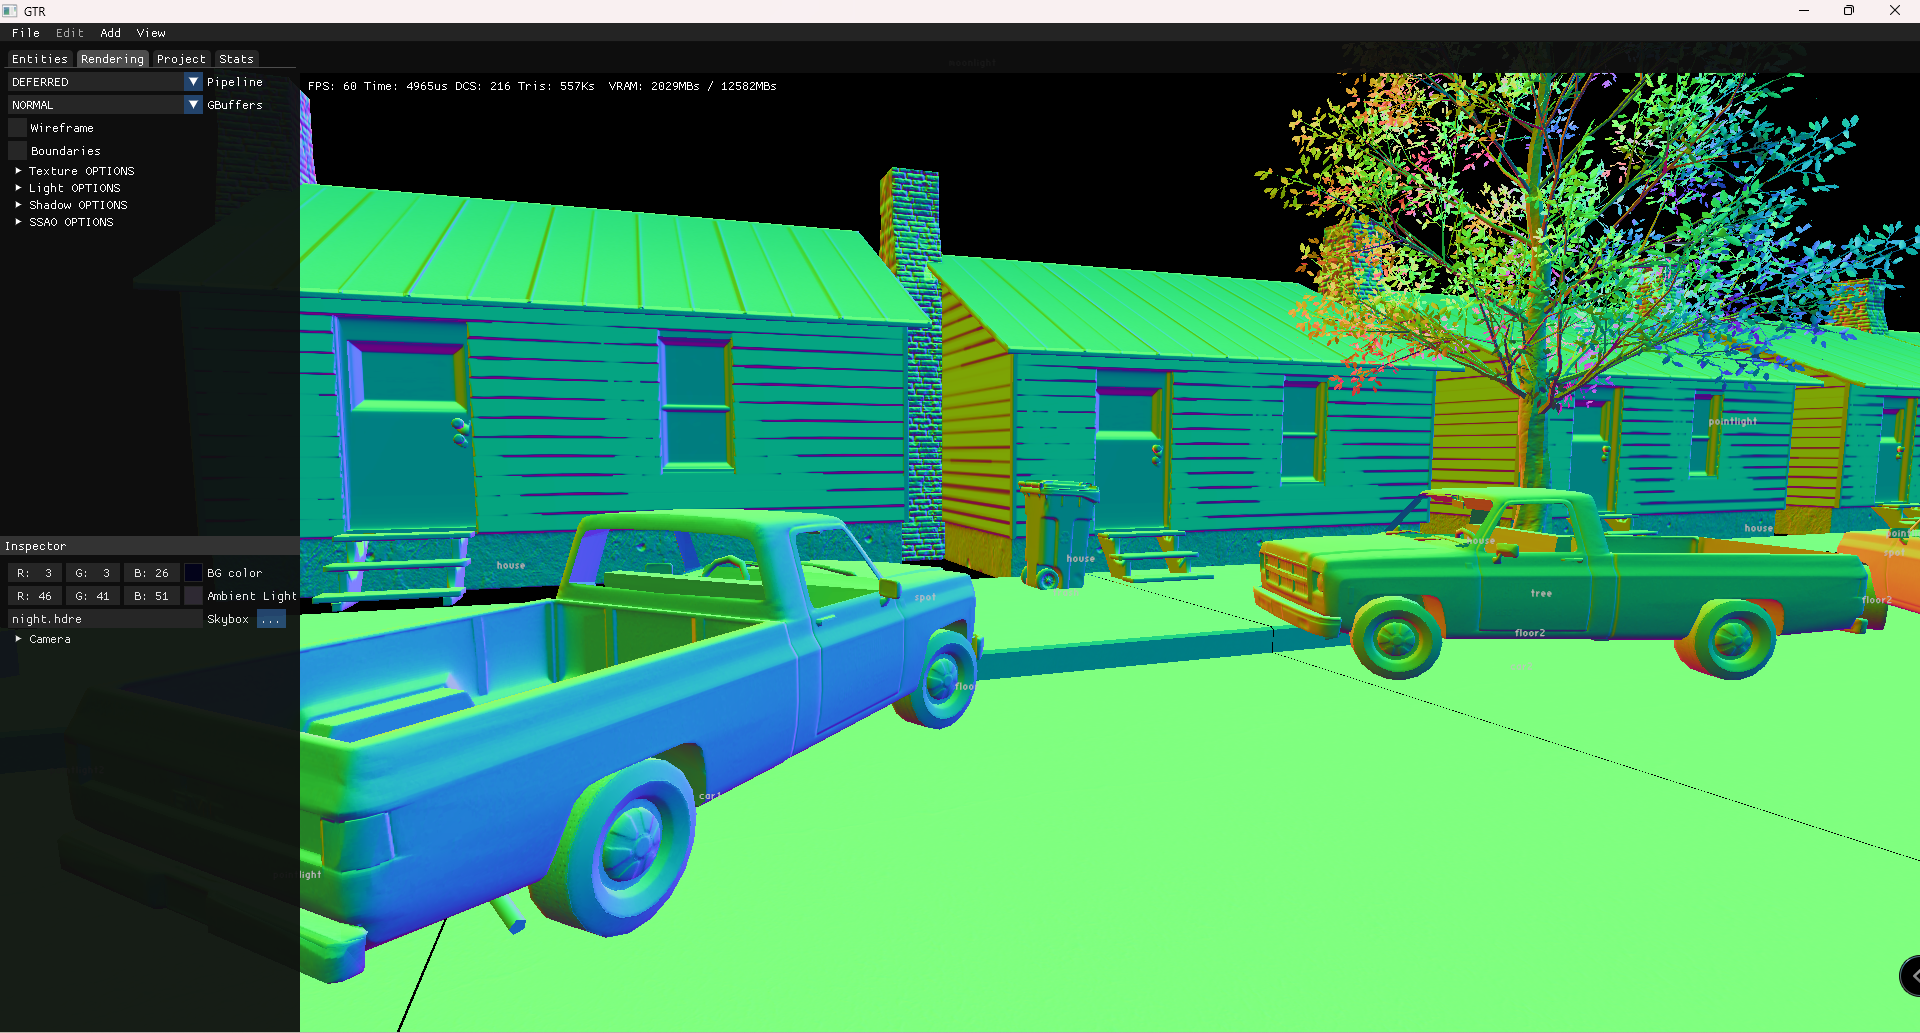 GTR
File Edit Add View
Entities Rendering Project Stats
DEFERRED Pipeline
FPS: 60 Time: 4965us DCS: 216 Tris: 557Ks VRAM: 2029MBs / 12582MBs
NORMAL GBuffers
Wireframe
Boundaries
Texture OPTIONS
Light OPTIONS
Shadow OPTIONS
SSAO OPTIONS
pointlight
house
house
house
house
spot
tree
floor2
floor2
car1
Inspector
R: 3 G: 3 B: 26 BG color
R: 46 G: 41 B: 51 Ambient Light
night.hdre Skybox ...
Camera